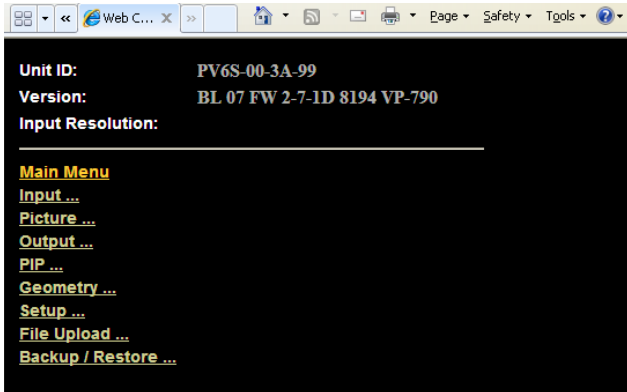 Web C... Page Safety Tools
Unit ID: PV6S-00-3A-99
Version: BL 07 FW 2-7-1D 8194 VP-790
Input Resolution:
Main Menu
Input ...
Picture ...
Output ...
PIP ...
Geometry ...
Setup ...
File Upload ...
Backup / Restore ...